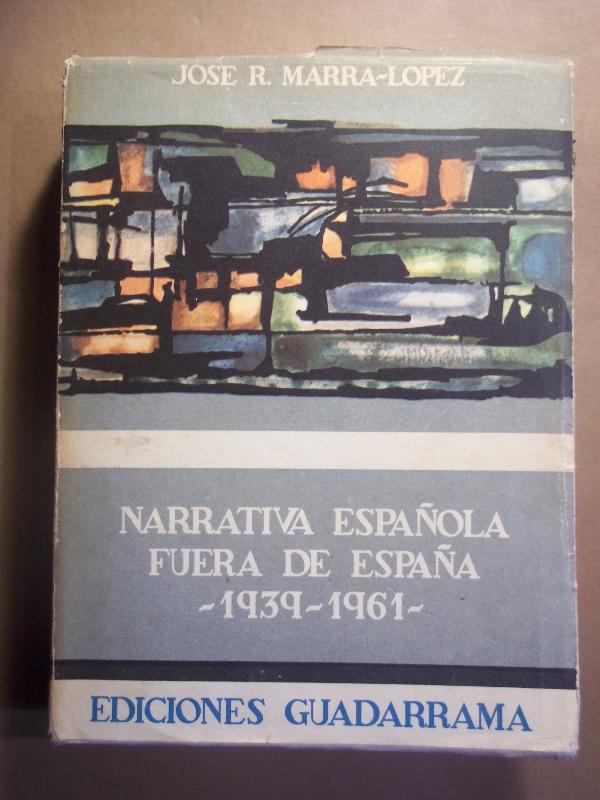 JOSE R. MARRA-LOPEZ
NARRATIVA ESPAÑOLA
FUERA DE ESPAÑA
-1939-1961-
EDICIONES GUADARRAMA